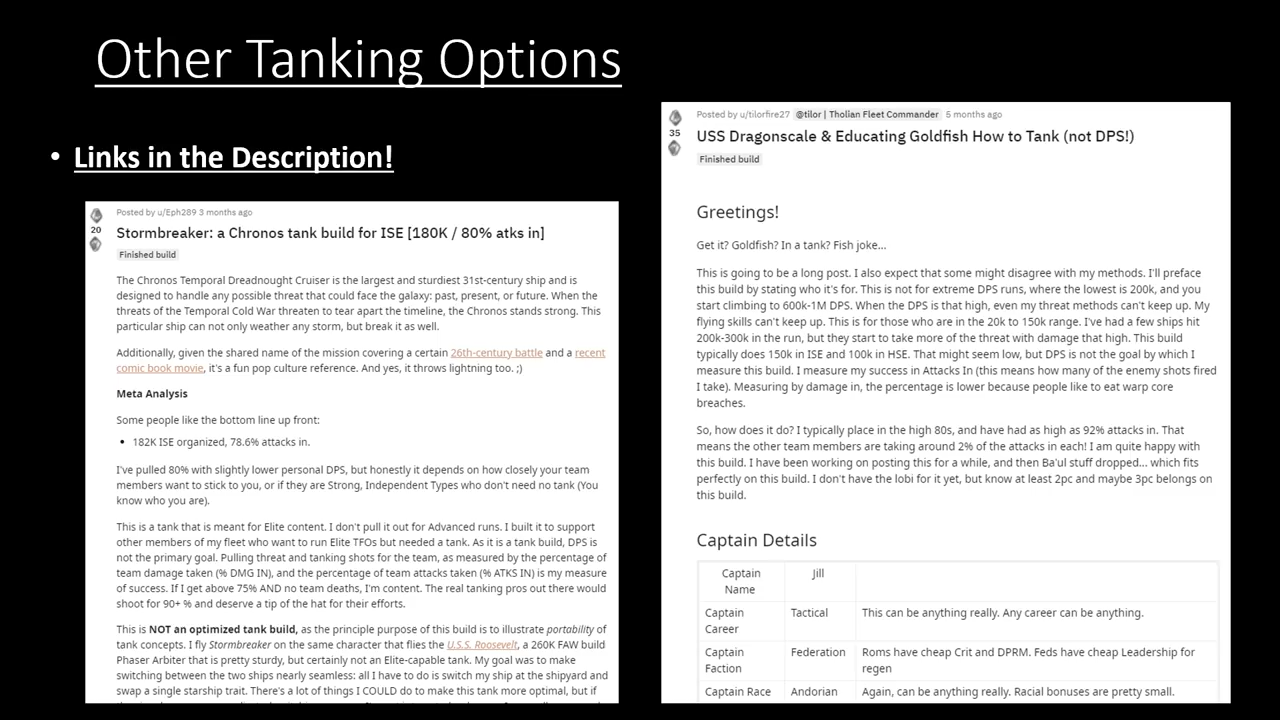 Other Tanking Options
• Links in the Description!
Posted by u/Eph289 3 months ago
20
Stormbreaker: a Chronos tank build for ISE [180K / 80% atks in]
Finished build
The Chronos Temporal Dreadnought Cruiser is the largest and sturdiest 31st-century ship and is
designed to handle any possible threat that could face the galaxy: past, present, or future. When the
threats of the Temporal Cold War threaten to tear apart the timeline, the Chronos stands strong. This
particular ship can not only weather any storm, but break it as well.
Additionally, given the shared name of the mission covering a certain 26th-century battle and a recent
comic book movie, it's a fun pop culture reference. And yes, it throws lightning too. ;)
Meta Analysis
Some people like the bottom line up front:
• 182K ISE organized, 78.6% attacks in.
I've pulled 80% with slightly lower personal DPS, but honestly it depends on how closely your team
members want to stick to you, or if they are Strong, Independent Types who don't need no tank (You
know who you are).
This is a tank that is meant for Elite content. I don't pull it out for Advanced runs. I built it to support
other members of my fleet who want to run Elite TFOs but needed a tank. As it is a tank build, DPS is
not the primary goal. Pulling threat and tanking shots for the team, as measured by the percentage of
team damage taken (% DMG IN), and the percentage of team attacks taken (% ATKS IN) is my measure
of success. If I get above 75% AND no team deaths, I'm content. The real tanking pros out there would
shoot for 90+ % and deserve a tip of the hat for their efforts.
This is NOT an optimized tank build, as the principle purpose of this build is to illustrate portability of
tank concepts. I fly Stormbreaker on the same character that flies the U.S.S. Roosevelt, a 260K FAW build
Phaser Arbiter that is pretty sturdy, but certainly not an Elite-capable tank. My goal was to make
switching between the two ships nearly seamless: all I have to do is switch my ship at the shipyard and
swap a single starship trait. There's a lot of things I COULD do to make this tank more optimal, but if
Posted by u/tilorfire27 @tilor | Tholian Fleet Commander 5 months ago
35
USS Dragonscale & Educating Goldfish How to Tank (not DPS!)
Finished build
Greetings!
Get it? Goldfish? In a tank? Fish joke...
This is going to be a long post. I also expect that some might disagree with my methods. I'll preface
this build by stating who it's for. This is not for extreme DPS runs, where the lowest is 200k, and you
start climbing to 600k-1M DPS. When the DPS is that high, even my threat methods can't keep up. My
flying skills can't keep up. This is for those who are in the 20k to 150k range. I've had a few ships hit
200k-300k in the run, but they start to take more of the threat with damage that high. This build
typically does 150k in ISE and 100k in HSE. That might seem low, but DPS is not the goal by which I
measure this build. I measure my success in Attacks In (this means how many of the enemy shots fired
I take). Measuring by damage in, the percentage is lower because people like to eat warp core
breaches.
So, how does it do? I typically place in the high 80s, and have had as high as 92% attacks in. That
means the other team members are taking around 2% of the attacks in each! I am quite happy with
this build. I have been working on posting this for a while, and then Ba'ul stuff dropped... which fits
perfectly on this build. I don't have the lobi for it yet, but know at least 2pc and maybe 3pc belongs on
this build.
Captain Details
Captain Name Jill
Captain Career Tactical This can be anything really. Any career can be anything.
Captain Faction Federation Roms have cheap Crit and DPRM. Feds have cheap Leadership for
regen
Captain Race Andorian Again, can be anything really. Racial bonuses are pretty small.